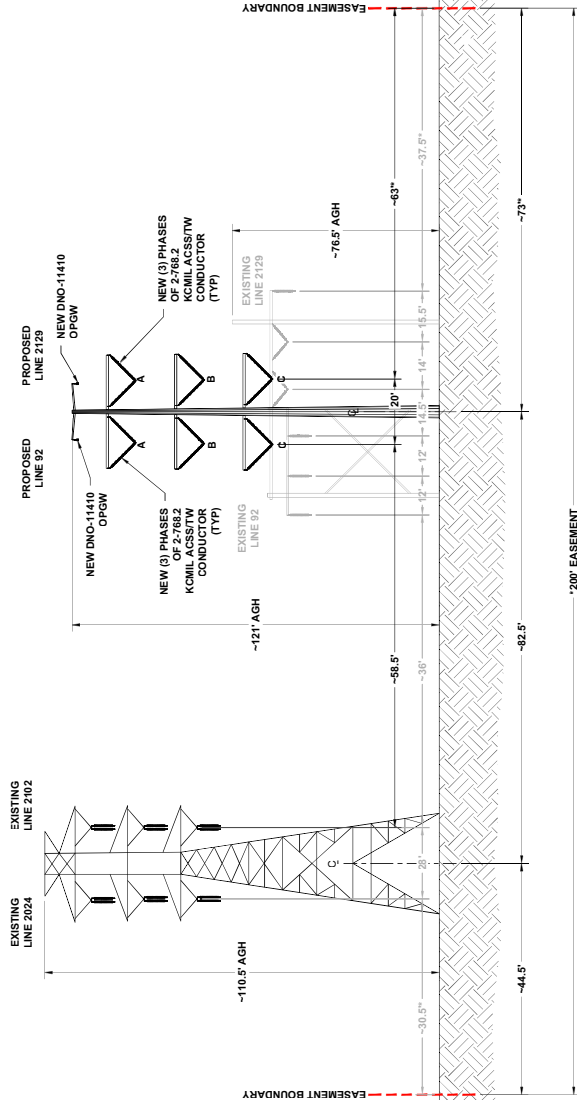 EXISTING
LINE 2024
EXISTING
LINE 2102
~110.5' AGH
C
L
EASEMENT BOUNDARY
PROPOSED
LINE 92
PROPOSED
LINE 2129
NEW DNO-11410
OPGW
NEW DNO-11410
OPGW
NEW (3) PHASES
OF 2-768.2
KCMIL ACSS/TW
CONDUCTOR
(TYP)
NEW (3) PHASES
OF 2-768.2
KCMIL ACSS/TW
CONDUCTOR
(TYP)
A
A
B
B
C
C
~121' AGH
EXISTING
LINE 92
EXISTING
LINE 2129
~76.5' AGH
CL
EASEMENT BOUNDARY
~58.5'
20'
~63'*
~30.5'*
28'
~36'
12'
12'
14.5'
14'
15.5'
~37.5'*
~44.5'
~82.5'
~73'*
*200' EASEMENT